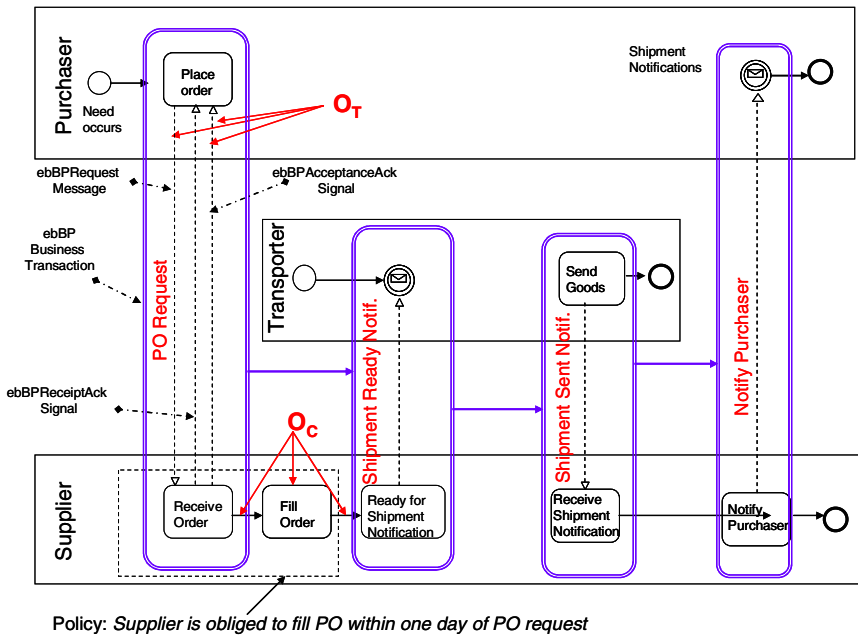 Purchaser
Need
occurs
Place
order
O_T
Shipment
Notifications
ebBPRequest
Message
ebBPAcceptanceAck
Signal
ebBP
Business
Transaction
PO Request
Transporter
Send
Goods
Shipment Ready Notif.
Shipment Sent Notif.
Notify Purchaser
ebBPReceiptAck
Signal
O_C
Supplier
Receive
Order
Fill
Order
Ready for
Shipment
Notification
Receive
Shipment
Notification
Notify
Purchaser
Policy: Supplier is obliged to fill PO within one day of PO request